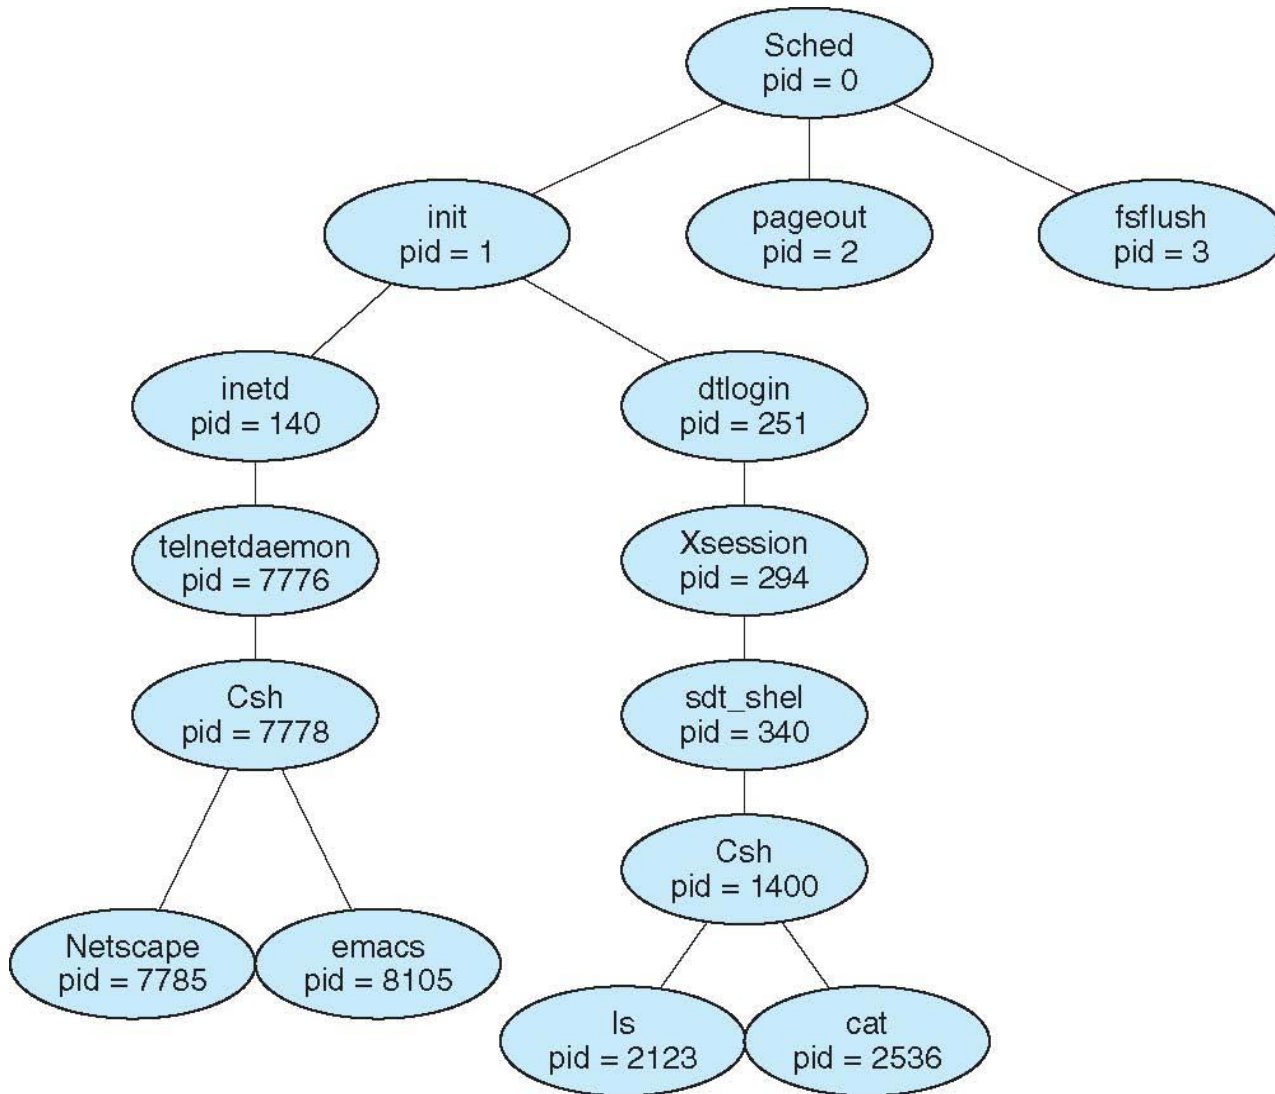 Sched
pid = 0
init
pid = 1
pageout
pid = 2
fsflush
pid = 3
inetd
pid = 140
dtlogin
pid = 251
telnetdaemon
pid = 7776
Xsession
pid = 294
Csh
pid = 7778
sdt_shel
pid = 340
Csh
pid = 1400
Netscape
pid = 7785
emacs
pid = 8105
ls
pid = 2123
cat
pid = 2536